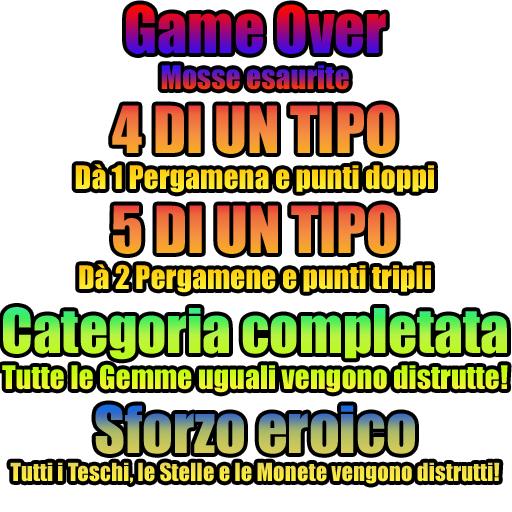 Game Over
Mosse esaurite
4 DI UN TIPO
Dà 1 Pergamena e punti doppi
5 DI UN TIPO
Dà 2 Pergamene e punti tripli
Categoria completata
Tutte le Gemme uguali vengono distrutte!
Sforzo eroico
Tutti i Teschi, le Stelle e le Monete vengono distrutti!